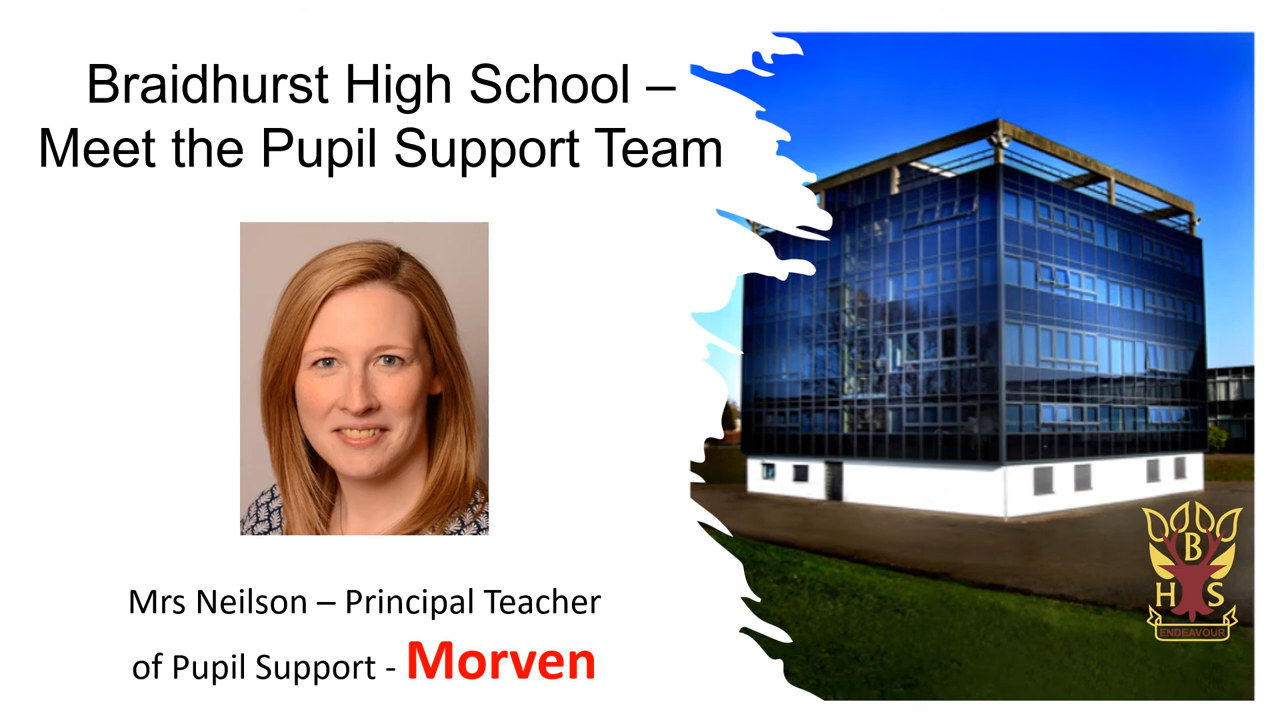 Braidhurst High School –
Meet the Pupil Support Team
Mrs Neilson – Principal Teacher
of Pupil Support - Morven
B
H S
ENDEAVOUR